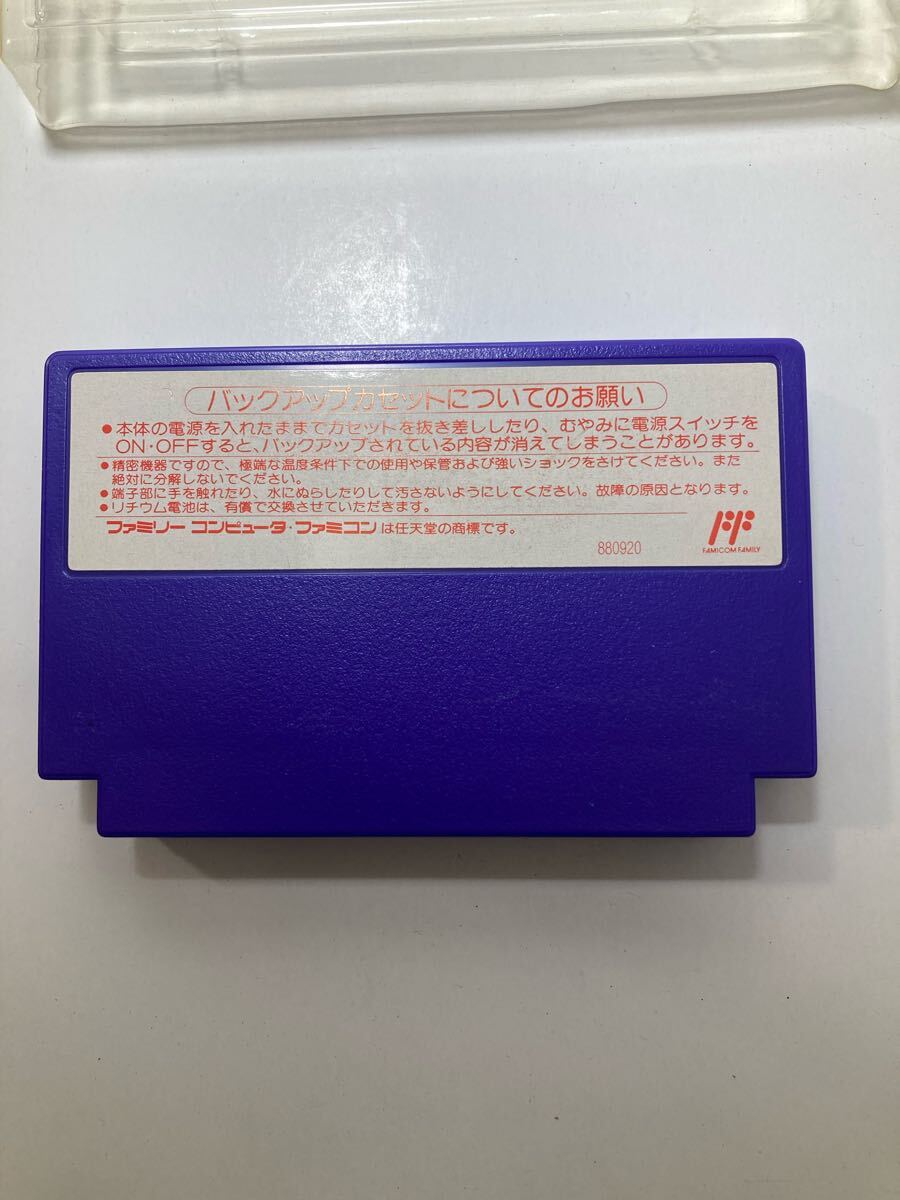 バックアップカセットについてのお願い
●本体の電源を入れたままでカセットを抜き差ししたり、むやみに電源スイッチを
ON・OFFすると、バックアップされている内容が消えてしまうことがあります。
●精密機器ですので、極端な温度条件下での使用や保管および強いショックをさけてください。また
絶対に分解しないでください。
●端子部に手を触れたり、水にぬらしたりして汚さないようにしてください。故障の原因となります。
●リチウム電池は、有償で交換させていただきます。
ファミリー コンピュータ・ファミコンは任天堂の商標です。
880920
FAMICOM FAMILY